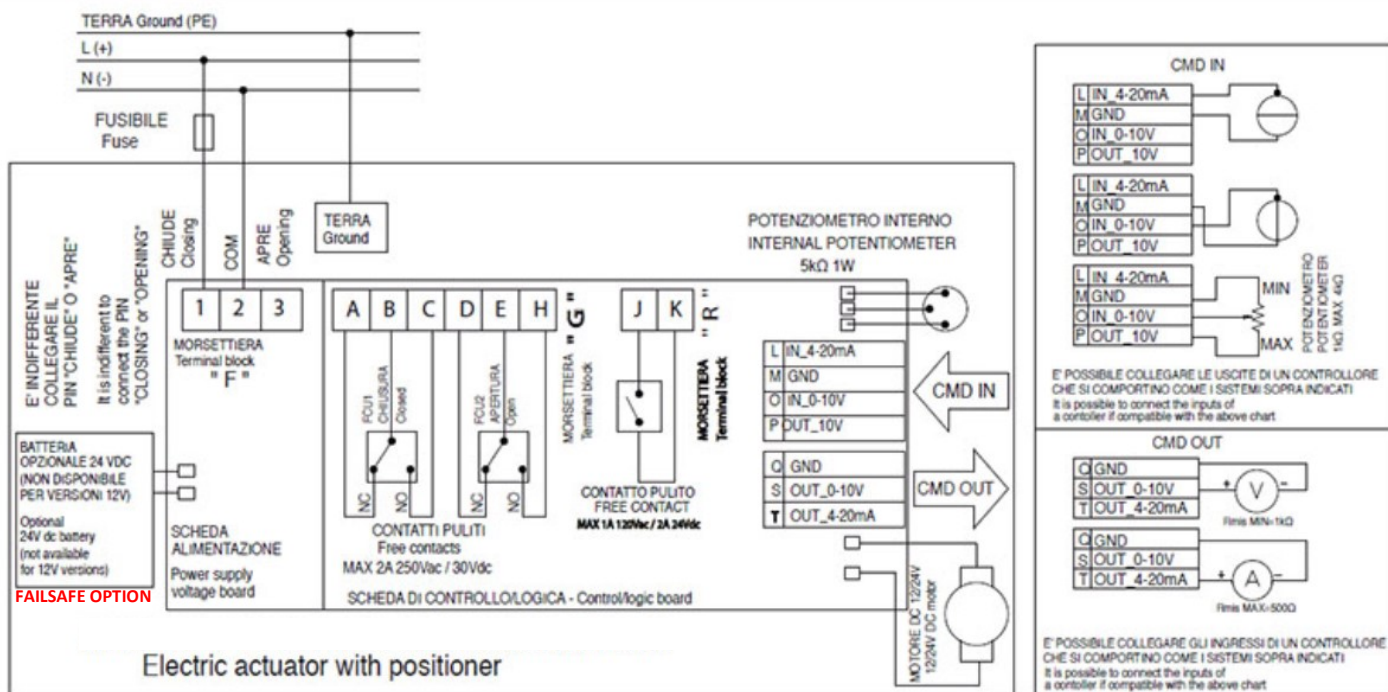 TERRA Ground (PE)
L (+)
N (-)
FUSIBILE
Fuse
E' INDIFFERENTE
COLLEGARE IL
PIN "CHIUDE" O "APRE"
It is indifferent to
connect the PIN
"CLOSING" or "OPENING"
CHIUDE
Closing
COM
APRE
Opening
TERRA
Ground
1 2 3
MORSETTIERA
Terminal block
" F "
A B C D E H
MORSETTIERA "G"
Terminal block
J K
MORSETTIERA " R "
Terminal block
FCU1
CHIUSURA
Closed
FCU2
APERTURA
Open
NC NO NC NO
CONTATTI PULITI
Free contacts
MAX 2A 250Vac / 30Vdc
CONTATTO PULITO
FREE CONTACT
MAX 1A 120Vac / 2A 24Vdc
POTENZIOMETRO INTERNO
INTERNAL POTENTIOMETER
5kΩ 1W
L IN_4-20mA
M GND
O IN_0-10V
P OUT_10V
CMD IN
Q GND
S OUT_0-10V
T OUT_4-20mA
CMD OUT
MOTORE DC 12/24V
12/24V DC motor
BATTERIA
OPZIONALE 24 VDC
(NON DISPONIBILE
PER VERSIONI 12V)
Optional
24V dc battery
(not available
for 12V versions)
FAILSAFE OPTION
SCHEDA
ALIMENTAZIONE
Power supply
voltage board
SCHEDA DI CONTROLLO/LOGICA - Control/logic board
Electric actuator with positioner
CMD IN
L IN_4-20mA
M GND
O IN_0-10V
P OUT_10V
L IN_4-20mA
M GND
O IN_0-10V
P OUT_10V
L IN_4-20mA
M GND
O IN_0-10V
P OUT_10V
MIN
MAX
POTENZIOMETRO
POTENTIOMETER
1kΩ MAX 4kΩ
E' POSSIBILE COLLEGARE LE USCITE DI UN CONTROLLORE
CHE SI COMPORTINO COME I SISTEMI SOPRA INDICATI
It is possible to connect the inputs of
a contoller if compatible with the above chart
CMD OUT
Q GND
S OUT_0-10V
T OUT_4-20mA
+ V -
Rmis MIN=1kΩ
Q GND
S OUT_0-10V
T OUT_4-20mA
+ A -
Rmis MAX=500Ω
E' POSSIBILE COLLEGARE GLI INGRESSI DI UN CONTROLLORE
CHE SI COMPORTINO COME I SISTEMI SOPRA INDICATI
It is possible to connect the inputs of
a contoller if compatible with the above chart